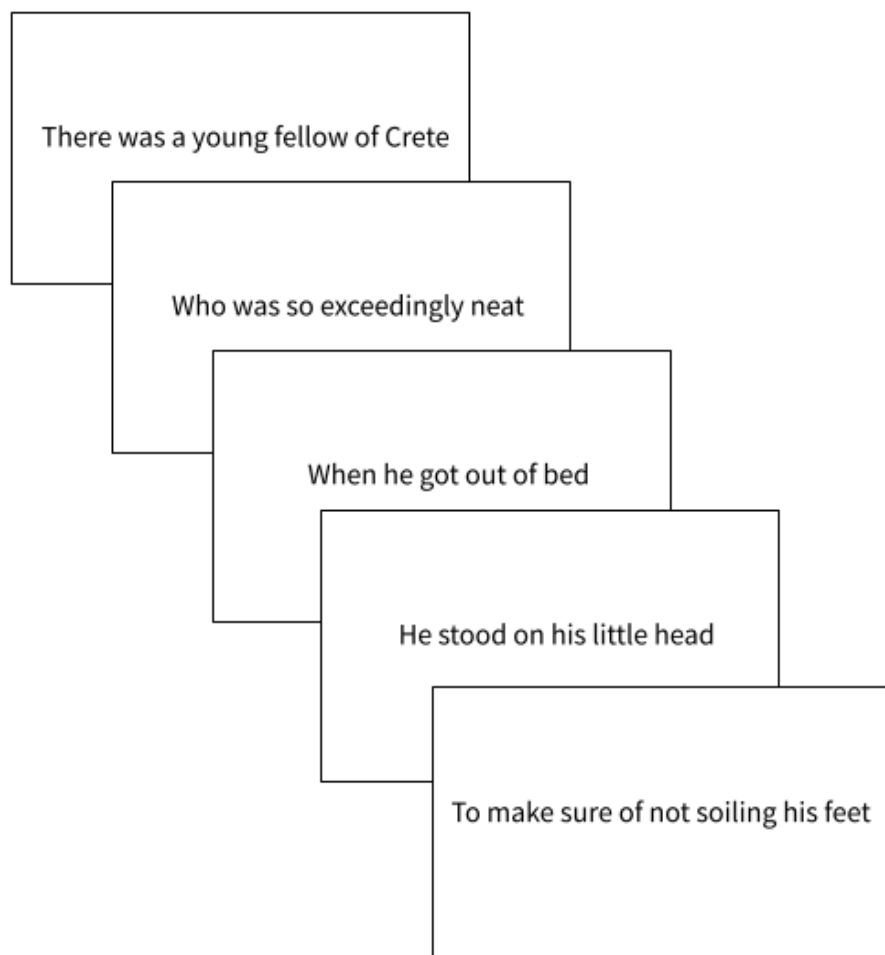 There was a young fellow of Crete
Who was so exceedingly neat
When he got out of bed
He stood on his little head
To make sure of not soiling his feet